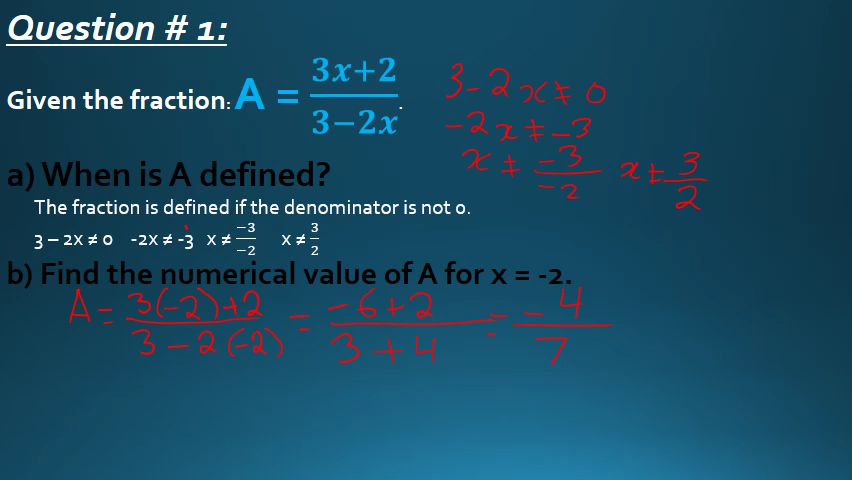 Question # 1:
Given the fraction: A = (3x+2)/(3−2x).
3 - 2x ≠ 0
-2x ≠ -3
x ≠ -3/-2 x ≠ 3/2
a) When is A defined?
The fraction is defined if the denominator is not 0.
3 – 2x ≠ 0 -2x ≠ -3 x ≠ −3/−2 x ≠ 3/2
b) Find the numerical value of A for x = -2.
A = (3(-2)+2)/(3-2(-2)) = (-6+2)/(3+4) = -4/7